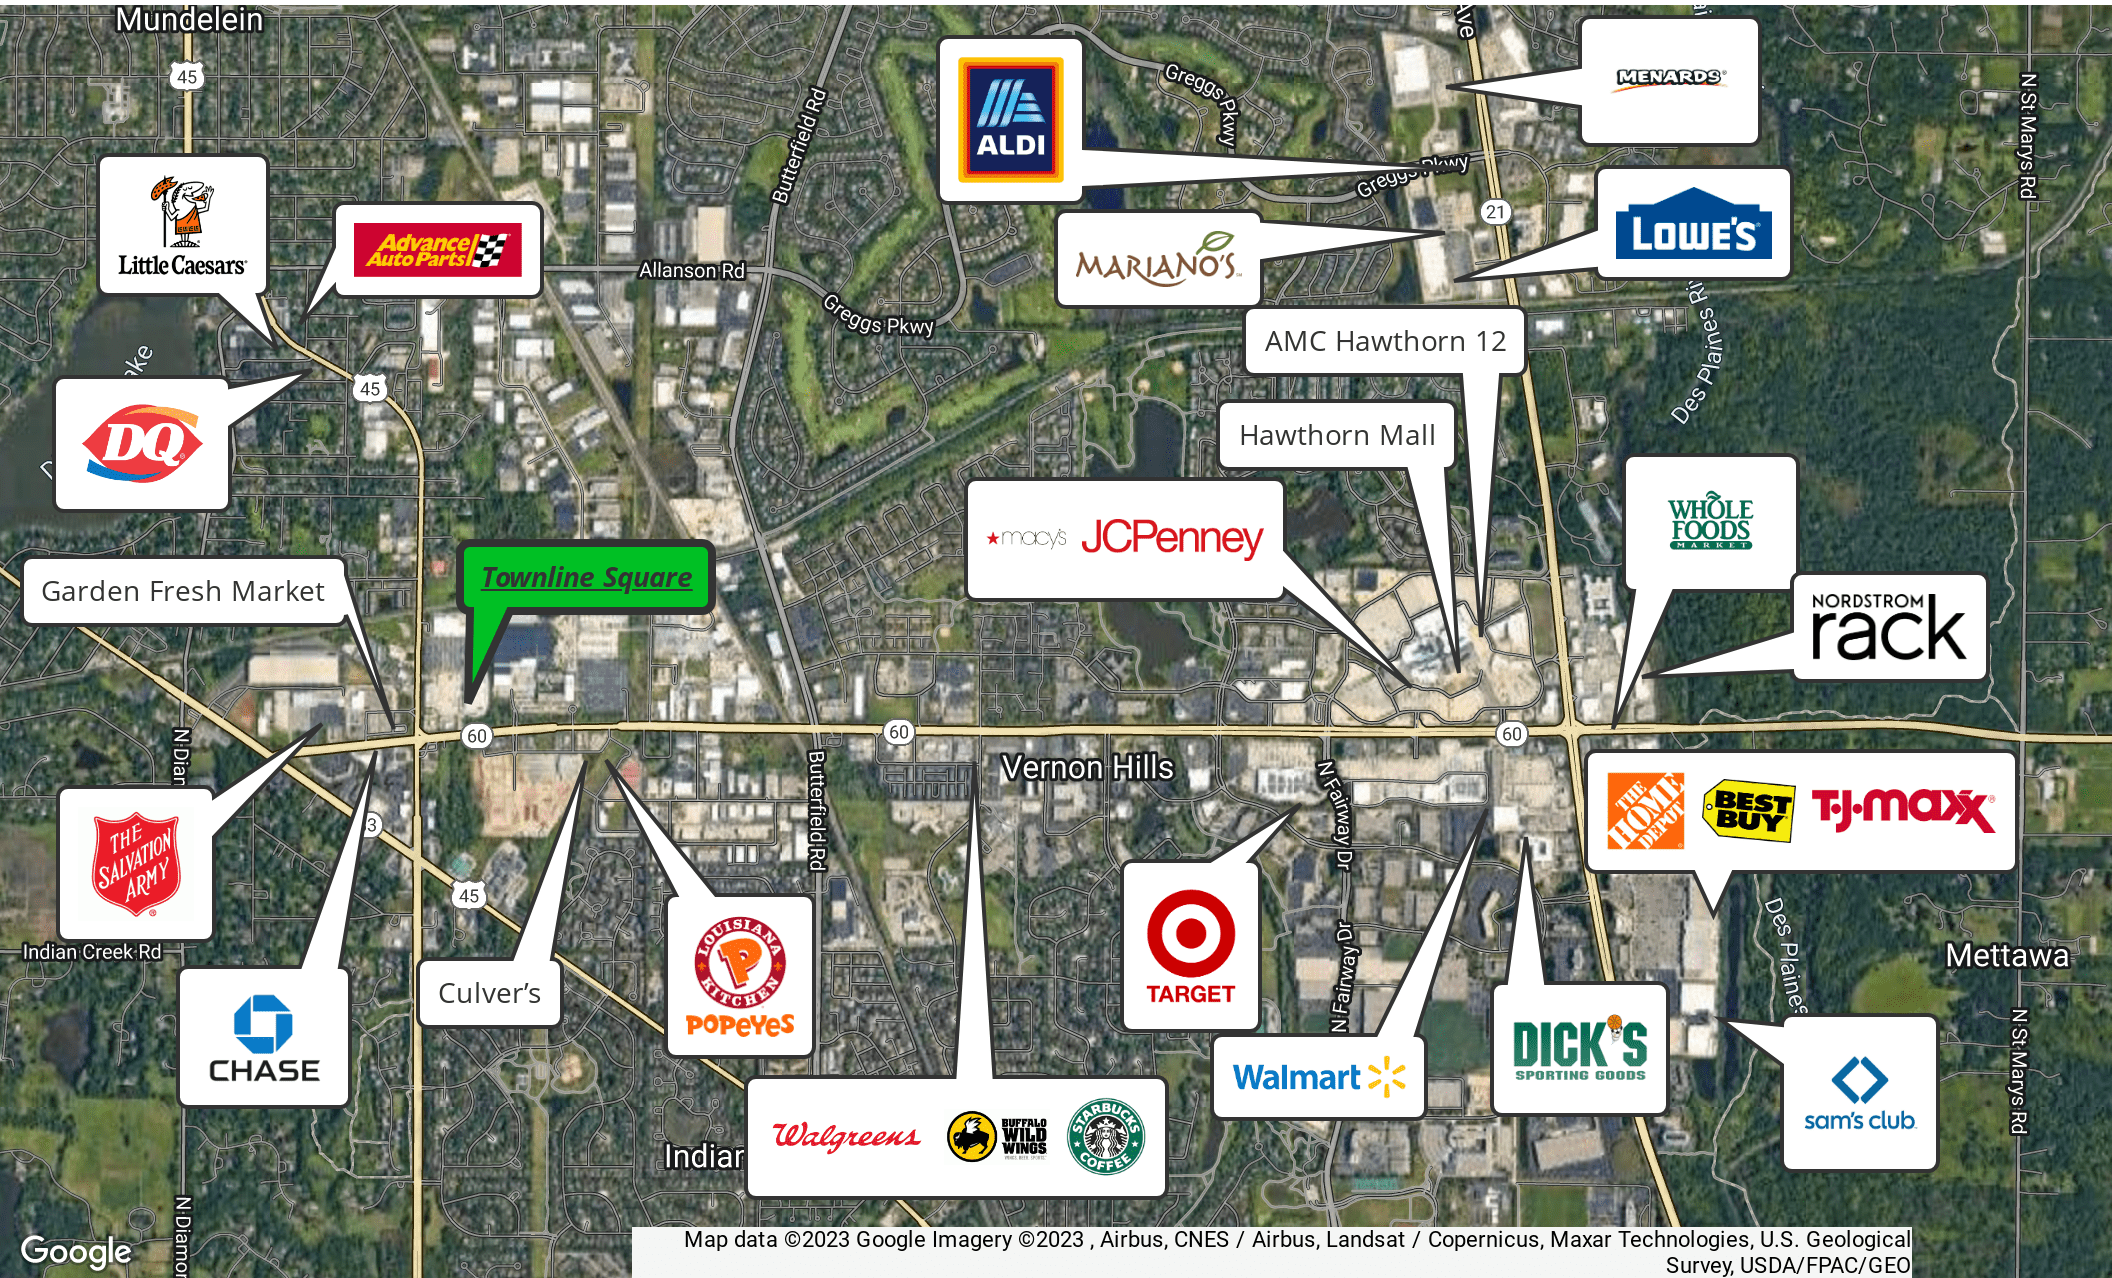 Mundelein
45
Butterfield Rd
Greggs Pkwy
Ave
ALDI
MENARDS
N St Marys Rd
Little Caesars
Advance
Auto Parts
Allanson Rd
Greggs Pkwy
Greggs Pkwy
21
MARIANO'S
LOWE'S
Des Plaines Ri
AMC Hawthorn 12
ake
DQ
45
Hawthorn Mall
macy's JCPenney
WHOLE
FOODS
MARKET
Garden Fresh Market
Townline Square
NORDSTROM
rack
60
60
60
N Dian
Butterfield Rd
Vernon Hills
N Fairway Dr
THE
HOME
DEPOT
BEST
BUY
T·J·maxx
THE
SALVATION
ARMY
3
45
Indian Creek Rd
CHASE
Culver's
LOUISIANA
KITCHEN
POPEYES
TARGET
N Fairway Dr
Des Plaines
Mettawa
Walmart
DICK'S
SPORTING GOODS
sam's club
N St Marys Rd
Indian
Walgreens
BUFFALO
WILD
WINGS
STARBUCKS
COFFEE
N Diamon
Google
Map data ©2023 Google Imagery ©2023 , Airbus, CNES / Airbus, Landsat / Copernicus, Maxar Technologies, U.S. Geological
Survey, USDA/FPAC/GEO